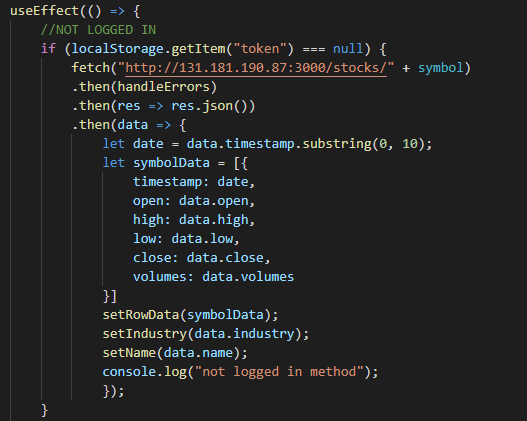 useEffect(() => {
    //NOT LOGGED IN
    if (localStorage.getItem("token") === null) {
        fetch("http://131.181.190.87:3000/stocks/" + symbol)
        .then(handleErrors)
        .then(res => res.json())
        .then(data => {
            let date = data.timestamp.substring(0, 10);
            let symbolData = [{
                timestamp: date,
                open: data.open,
                high: data.high,
                low: data.low,
                close: data.close,
                volumes: data.volumes
            }]
            setRowData(symbolData);
            setIndustry(data.industry);
            setName(data.name);
            console.log("not logged in method");
            });
    }